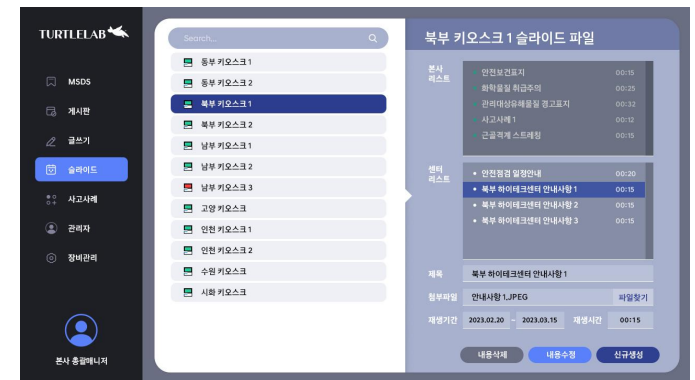 TURTLELAB
MSDS
게시판
글쓰기
슬라이드
사고사례
관리자
장비관리
본사 총괄메니저
Search...
동부 키오스크 1
동부 키오스크 2
북부 키오스크 1
북부 키오스크 2
남부 키오스크 1
남부 키오스크 2
남부 키오스크 3
고양 키오스크
인천 키오스크 1
인천 키오스크 2
수원 키오스크
시화 키오스크
북부 키오스크 1 슬라이드 파일
본사
리스트
안전보건표지 00:15
화학물질 취급주의 00:25
관리대상유해물질 경고표지 00:32
사고사례 1 00:12
근골격계 스트레칭 00:15
센터
리스트
• 안전점검 일정안내 00:20
• 북부 하이테크센터 안내사항 1 00:15
• 북부 하이테크센터 안내사항 2 00:15
• 북부 하이테크센터 안내사항 3 00:15
제목 북부 하이테크센터 안내사항 1
첨부파일 안내사항 1.JPEG 파일찾기
재생기간 2023.02.20 ~ 2023.03.15 재생시간 00:15
내용삭제 내용수정 신규생성